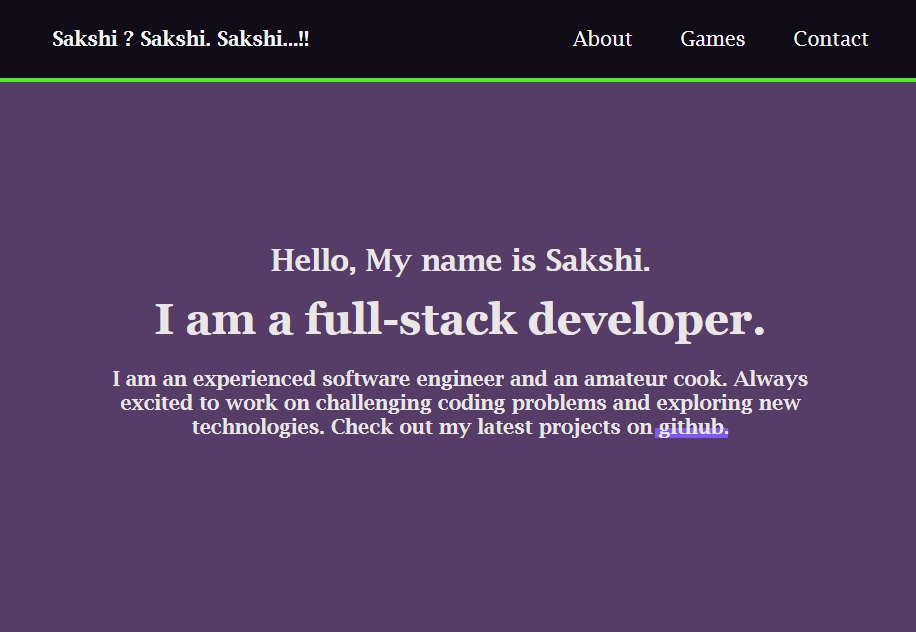 Sakshi ? Sakshi. Sakshi...!!
About
Games
Contact
Hello, My name is Sakshi.
I am a full-stack developer.
I am an experienced software engineer and an amateur cook. Always
excited to work on challenging coding problems and exploring new
technologies. Check out my latest projects on github.